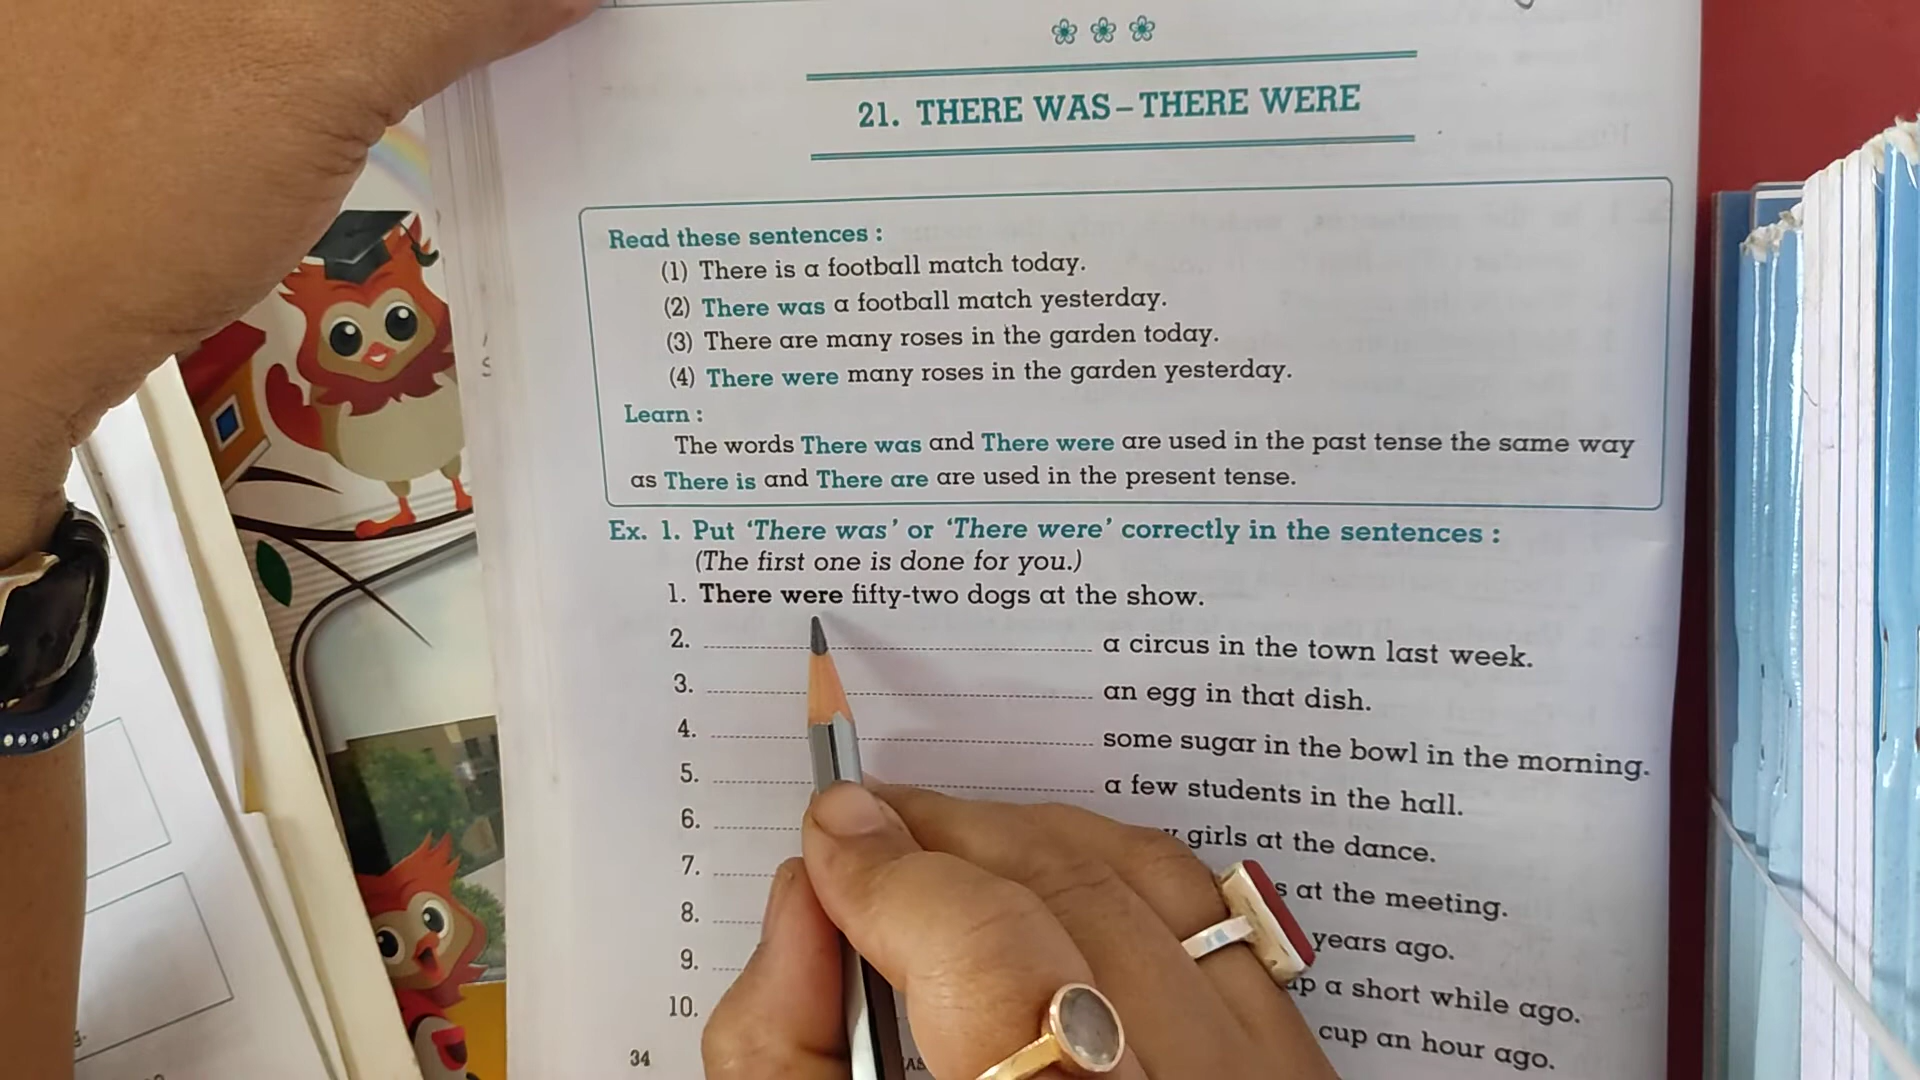 21. THERE WAS – THERE WERE
Read these sentences :
(1) There is a football match today.
(2) There was a football match yesterday.
(3) There are many roses in the garden today.
(4) There were many roses in the garden yesterday.
Learn :
The words There was and There were are used in the past tense the same way
as There is and There are are used in the present tense.
Ex. 1. Put ‘There was’ or ‘There were’ correctly in the sentences :
(The first one is done for you.)
1. There were fifty-two dogs at the show.
2. a circus in the town last week.
3. an egg in that dish.
4. some sugar in the bowl in the morning.
5. a few students in the hall.
6. girls at the dance.
7. at the meeting.
8. years ago.
9. a short while ago.
10. cup an hour ago.
34